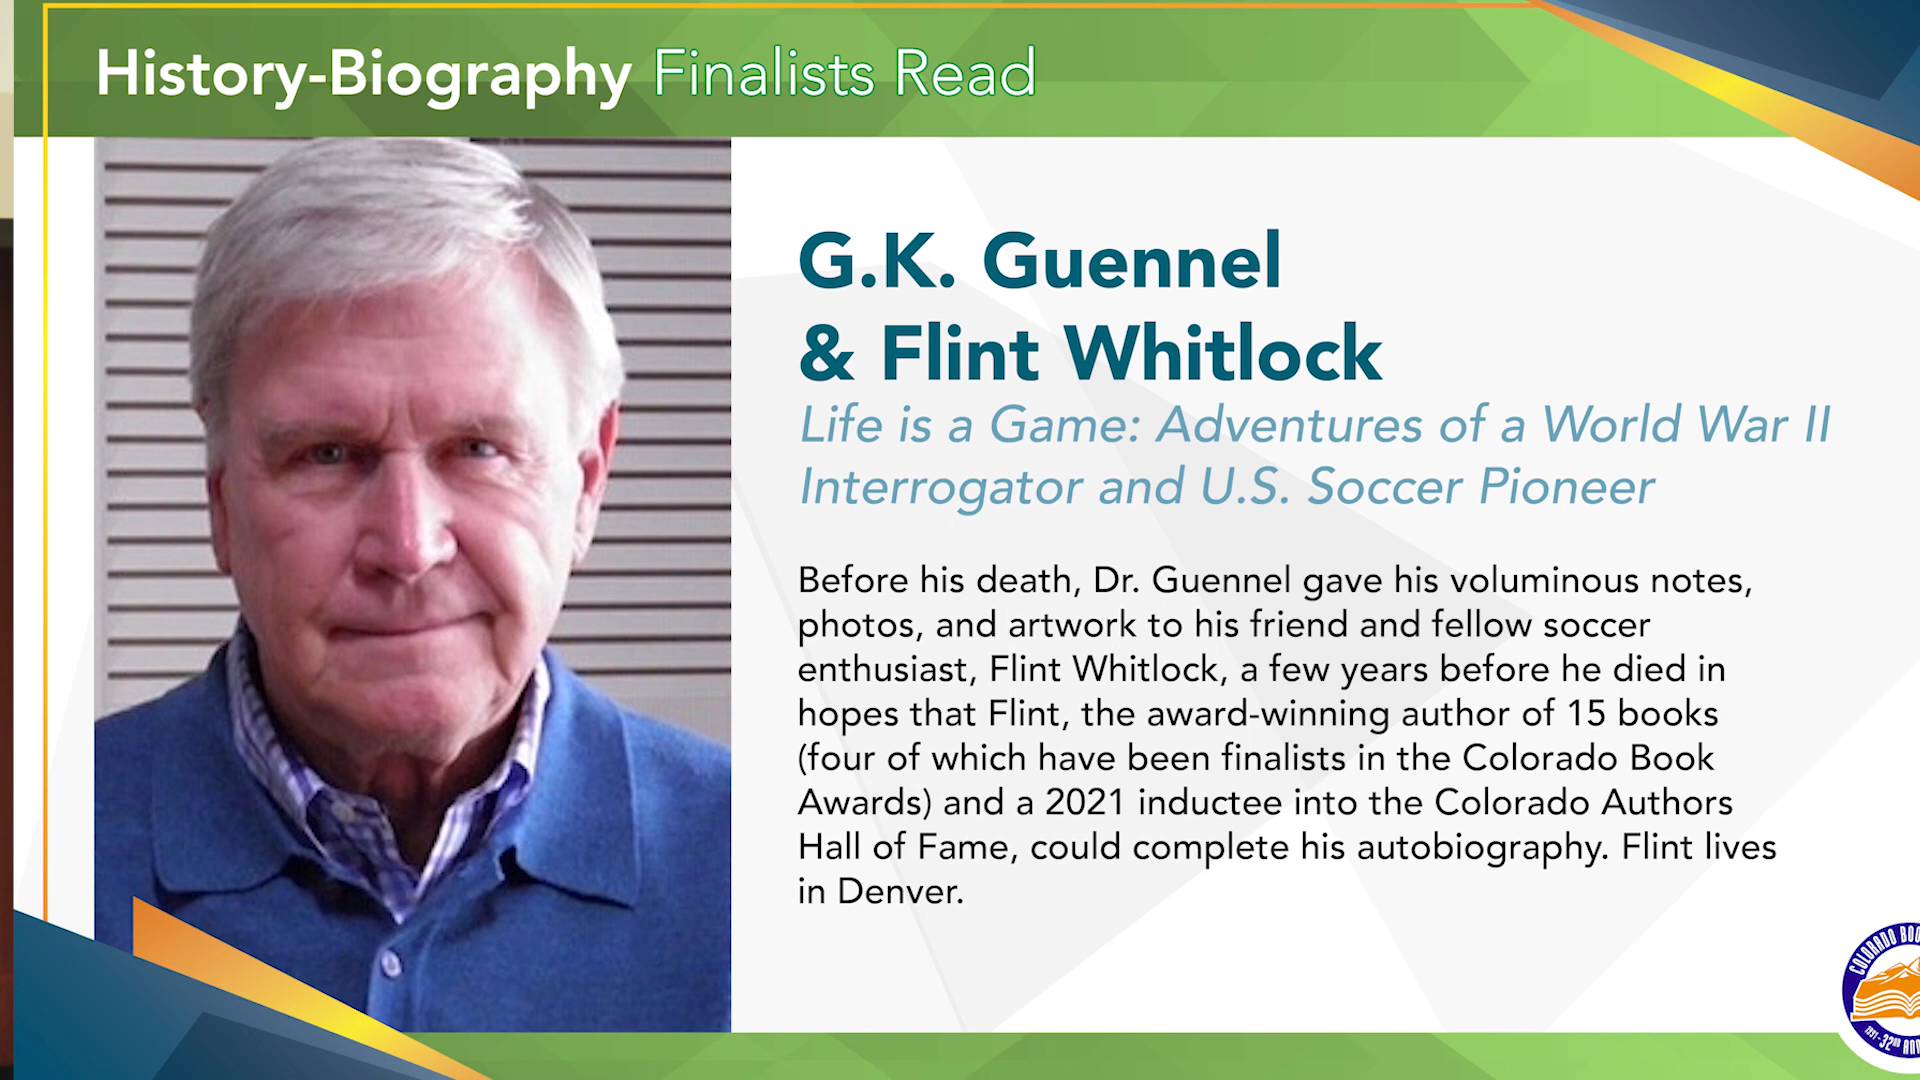 History-Biography Finalists Read
G.K. Guennel
& Flint Whitlock
Life is a Game: Adventures of a World War II
Interrogator and U.S. Soccer Pioneer
Before his death, Dr. Guennel gave his voluminous notes,
photos, and artwork to his friend and fellow soccer
enthusiast, Flint Whitlock, a few years before he died in
hopes that Flint, the award-winning author of 15 books
(four of which have been finalists in the Colorado Book
Awards) and a 2021 inductee into the Colorado Authors
Hall of Fame, could complete his autobiography. Flint lives
in Denver.
COLORADO
1991 - 32ND